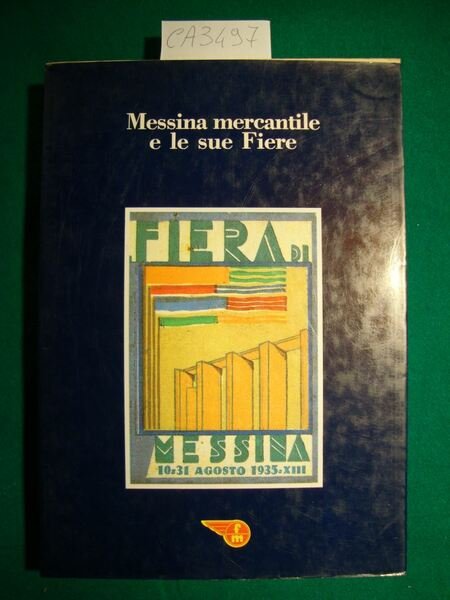 CA3497
Messina mercantile
e le sue Fiere
FIERA DI
MESSINA
10=31 AGOSTO 1935=XIII
f
m